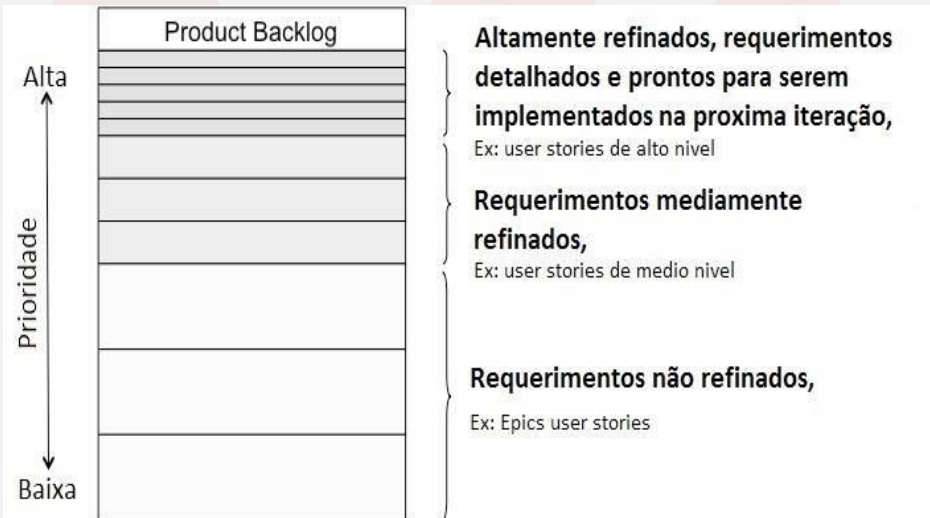 Product Backlog
Alta
Prioridade
Baixa
Altamente refinados, requerimentos
detalhados e prontos para serem
implementados na proxima iteração,
Ex: user stories de alto nivel
Requerimentos mediamente
refinados,
Ex: user stories de medio nivel
Requerimentos não refinados,
Ex: Epics user stories